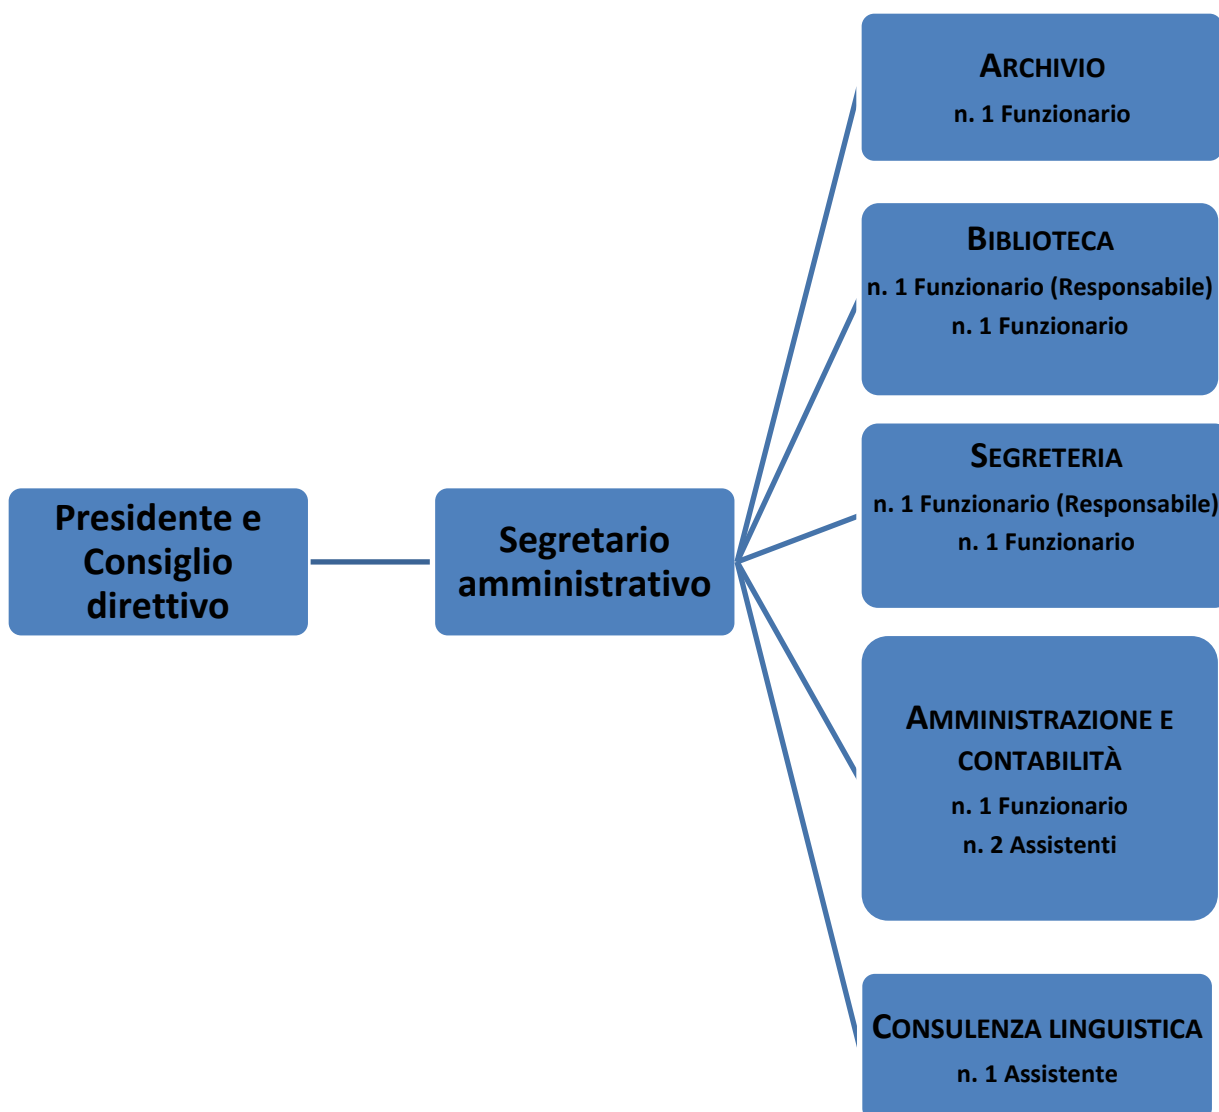 Presidente e
Consiglio
direttivo
Segretario
amministrativo
ARCHIVIO
n. 1 Funzionario
BIBLIOTECA
n. 1 Funzionario (Responsabile)
n. 1 Funzionario
SEGRETERIA
n. 1 Funzionario (Responsabile)
n. 1 Funzionario
AMMINISTRAZIONE E
CONTABILITÀ
n. 1 Funzionario
n. 2 Assistenti
CONSULENZA LINGUISTICA
n. 1 Assistente